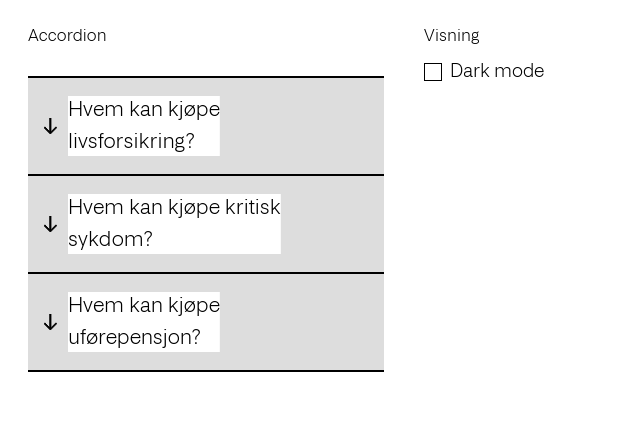 Accordion
Hvem kan kjøpe
livsforsikring?
Hvem kan kjøpe kritisk
sykdom?
Hvem kan kjøpe
uførepensjon?
Visning
Dark mode